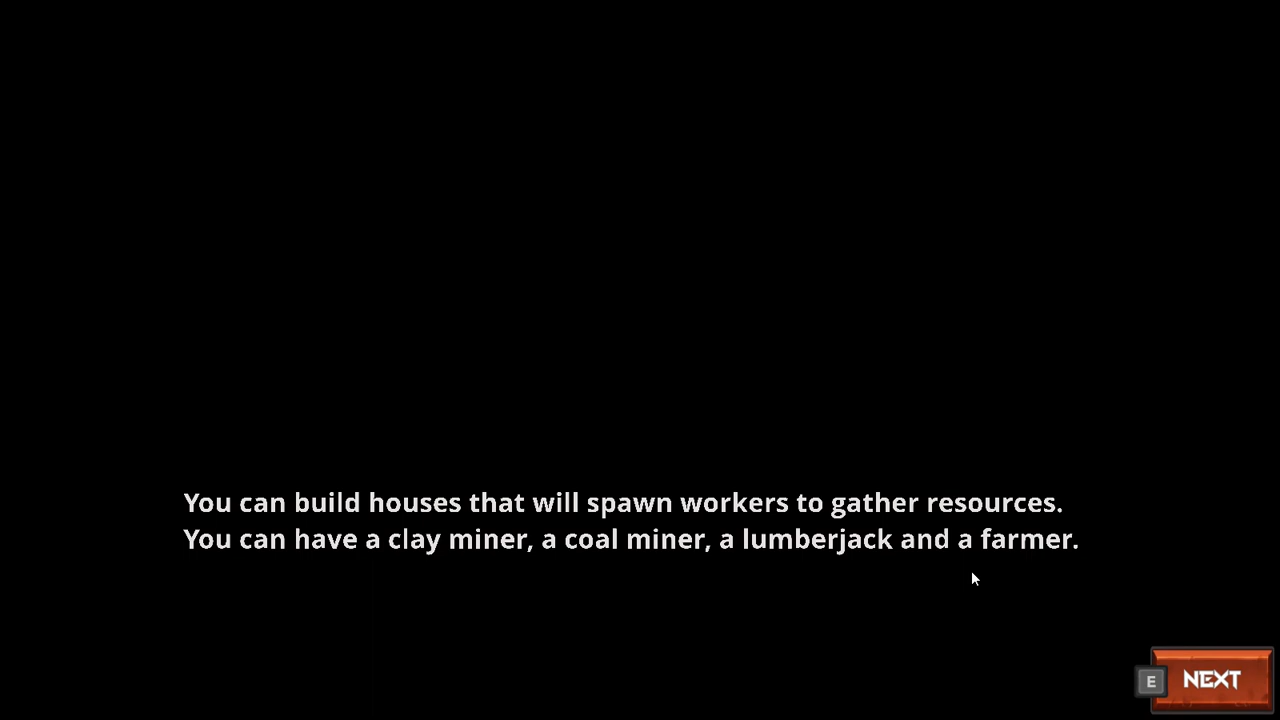 You can build houses that will spawn workers to gather resources.
You can have a clay miner, a coal miner, a lumberjack and a farmer.
E NEXT